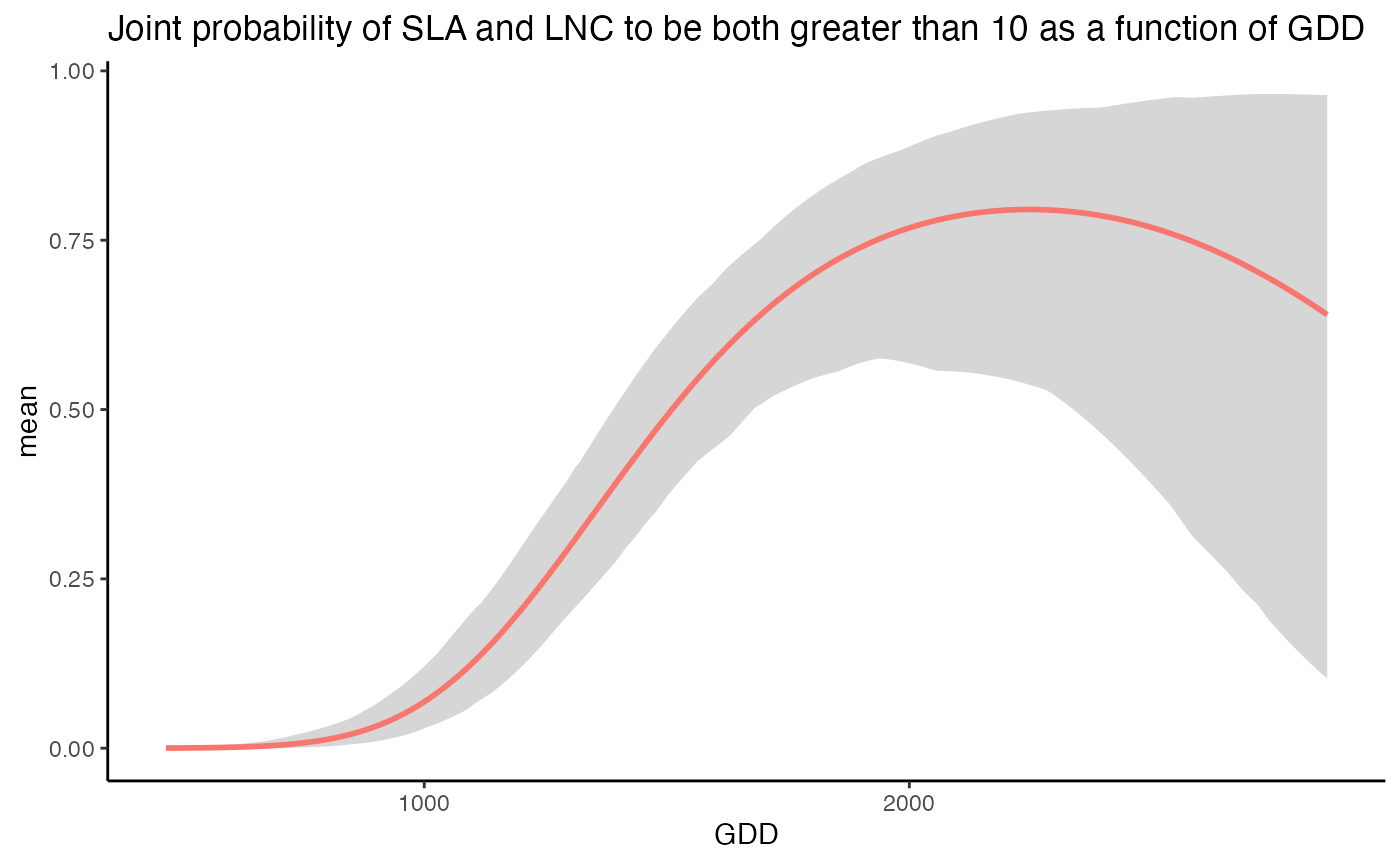 Joint probability of SLA and LNC to be both greater than 10 as a function of GDD
1.00
0.75
0.50
0.25
0.00
mean
1000
2000
GDD